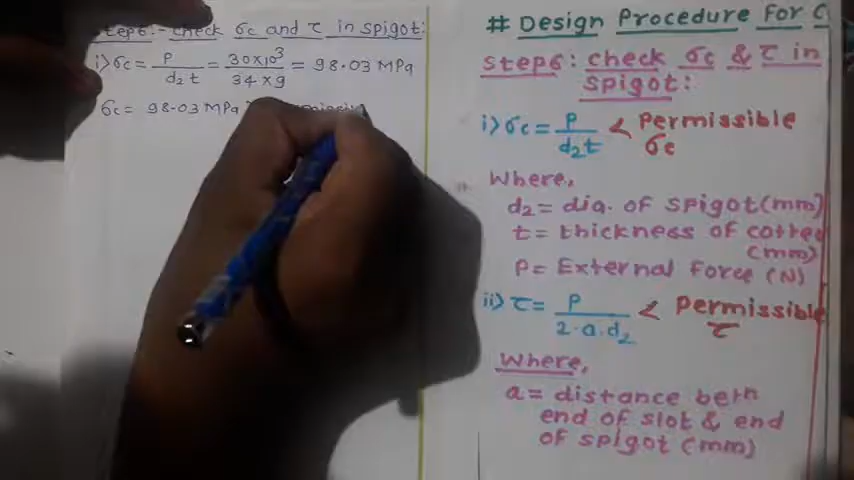 Step6:- check σc and τ in spigot:
i) σc = P / d2 t = 30×10³ / 34×9 = 98.03 MPa
σc = 98.03 MPa
# Design Procedure For C
Step6: check σc & τ in
spigot:
i) σc = P / d2t < Permissible
σc
Where,
d2 = dia. of spigot (mm)
t = thickness of cotter
(mm)
P = External Force (N)
ii) τ = P / 2.a.d2 < Permissible
τ
Where,
a = distance betn
end of slot & end
of spigot (mm)